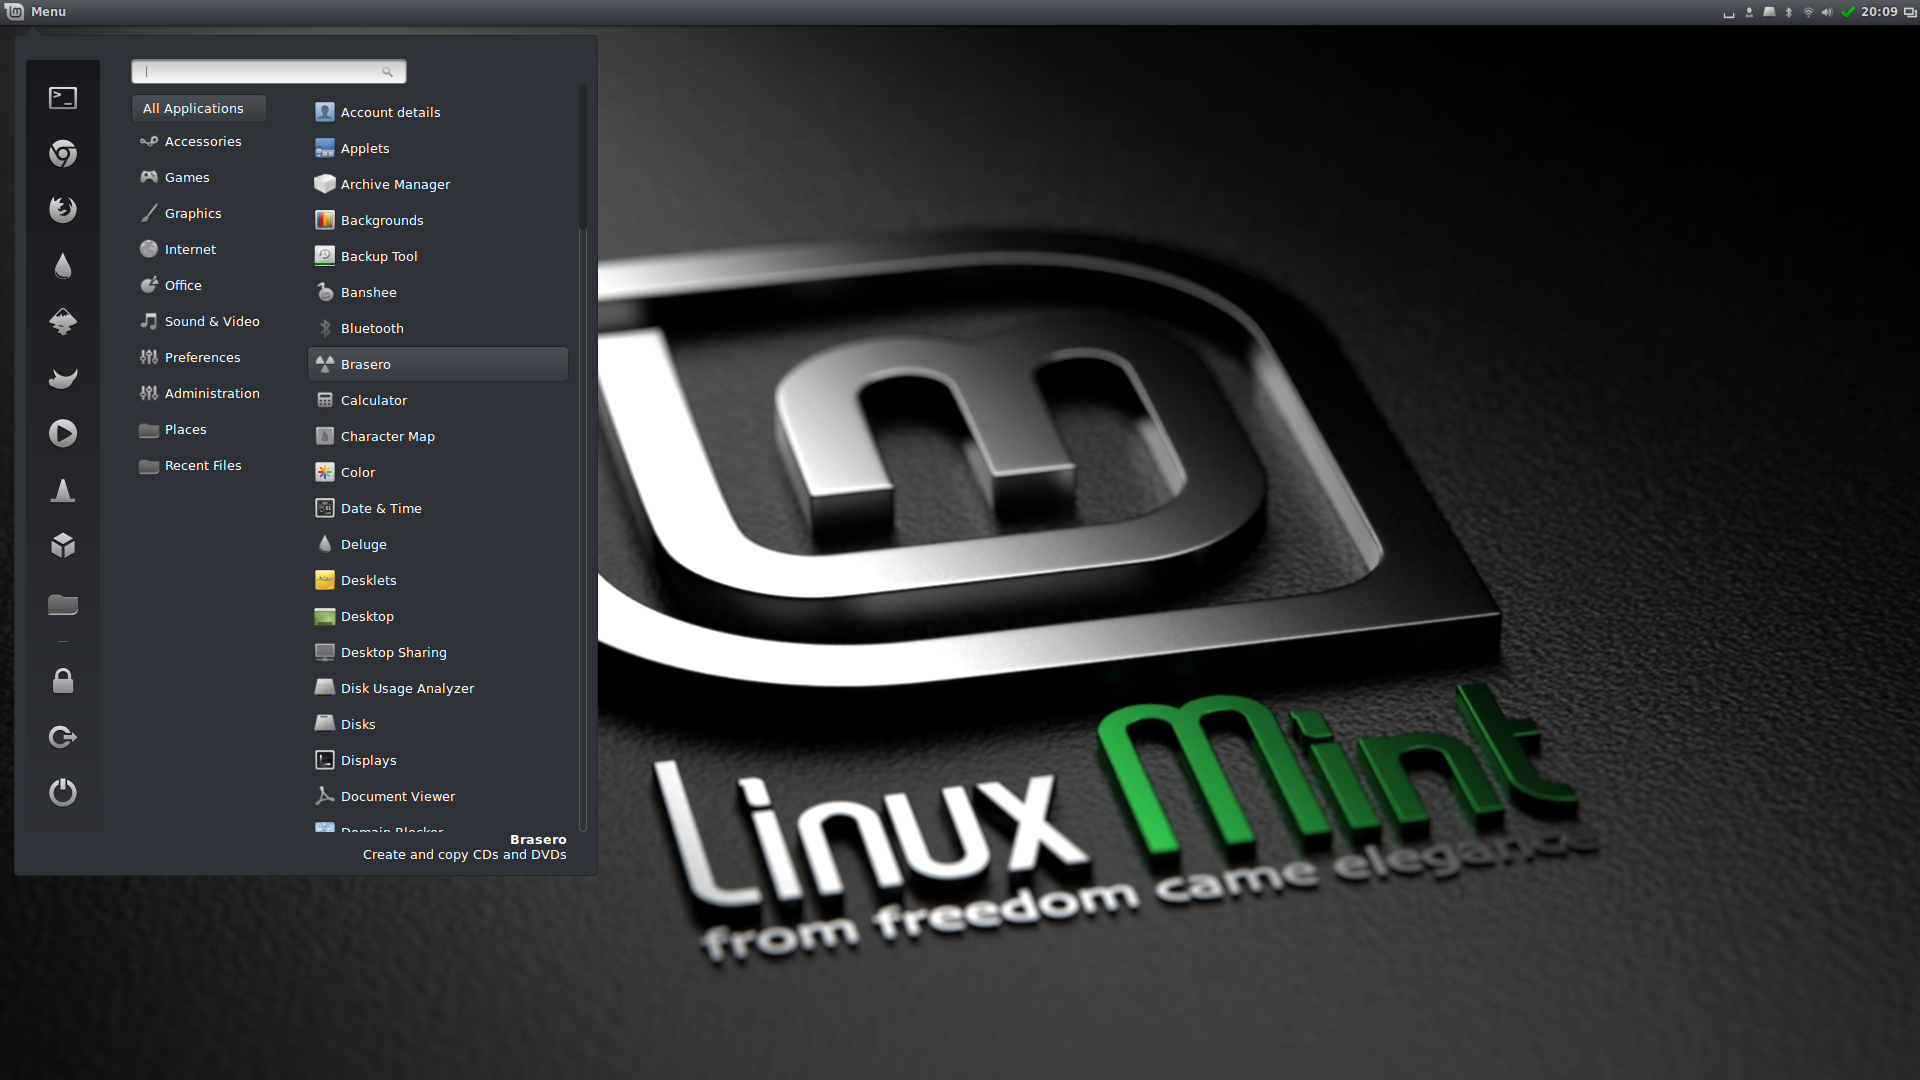 Menu
20:09
All Applications
Accessories
Games
Graphics
Internet
Office
Sound & Video
Preferences
Administration
Places
Recent Files
Account details
Applets
Archive Manager
Backgrounds
Backup Tool
Banshee
Bluetooth
Brasero
Calculator
Character Map
Color
Date & Time
Deluge
Desklets
Desktop
Desktop Sharing
Disk Usage Analyzer
Disks
Displays
Document Viewer
Domain Blocker
Brasero
Create and copy CDs and DVDs
Linux Mint
from freedom came elegance